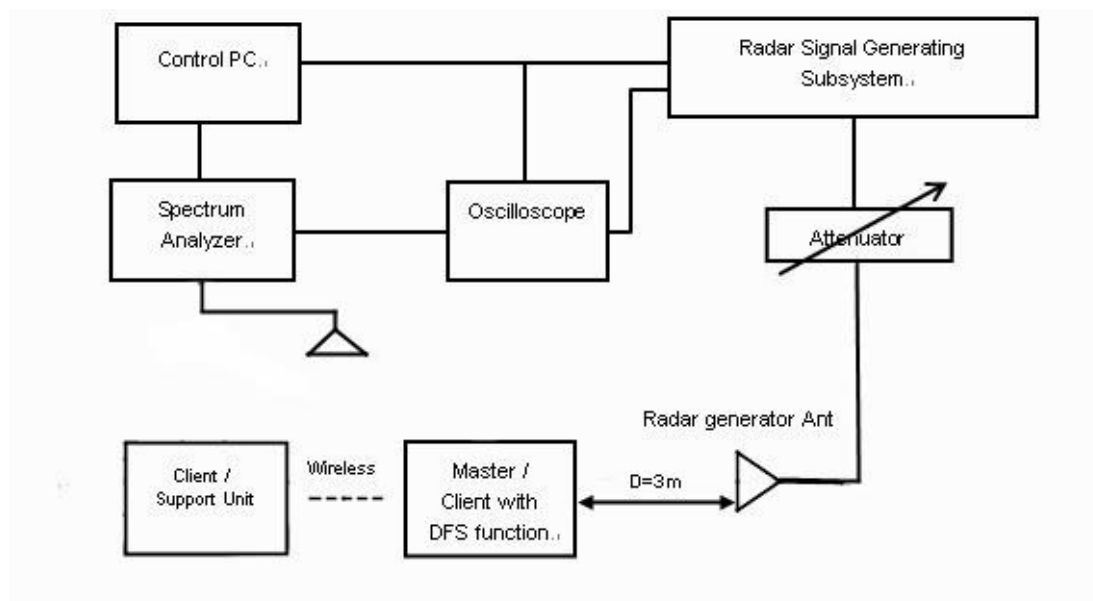 Control PC.
Radar Signal Generating
Subsystem.
Spectrum
Analyzer.
Oscilloscope
Attenuator
Radar generator Ant
Client /
Support Unit
Wireless
Master /
Client with
DFS function.
D=3m